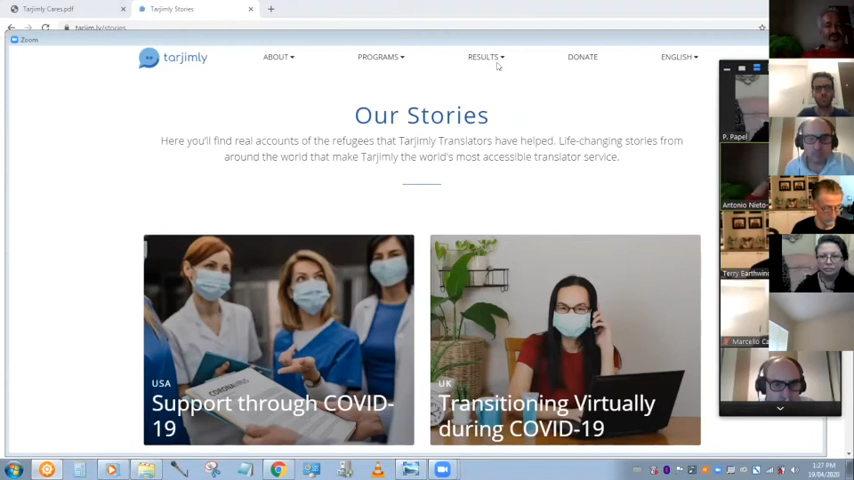 Tarjimly Cares.pdf
Tarjimly Stories
tarjim.ly/stories
Zoom
tarjimly
ABOUT
PROGRAMS
RESULTS
DONATE
ENGLISH
Our Stories
Here you'll find real accounts of the refugees that Tarjimly Translators have helped. Life-changing stories from
around the world that make Tarjimly the world's most accessible translator service.
P. Papel
Antonio Nieto-
Terry Earthwind
Marcello Ca
CORONAVIRUS
USA
Support through COVID-
19
UK
Transitioning Virtually
during COVID-19
1:27 PM
19/04/2020